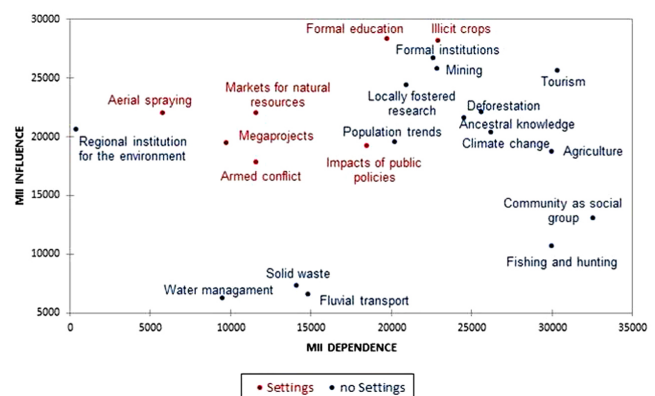 30000
25000
20000
15000
10000
5000
MII INFLUENCE
Formal education
Illicit crops
Formal institutions
Mining
Tourism
Aerial spraying
Markets for natural
resources
Locally fostered
research
Deforestation
Ancestral knowledge
Regional institution
for the environment
Megaprojects
Population trends
Climate change
Agriculture
Armed conflict
Impacts of public
policies
Community as social
group
Fishing and hunting
Water managament
Solid waste
Fluvial transport
0 5000 10000 15000 20000 25000 30000 35000
MII DEPENDENCE
Settings no Settings